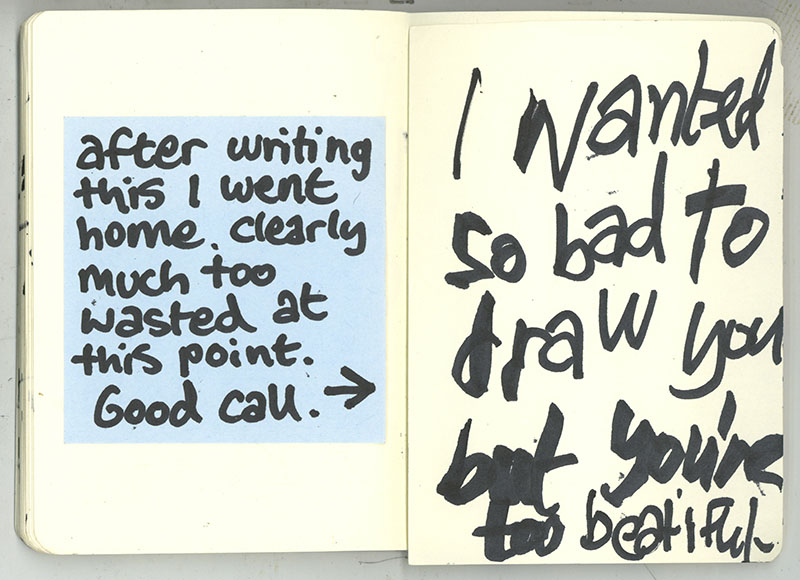 after writing
this I went
home. clearly
much too
wasted at
this point.
Good call. →
I wanted
so bad to
draw you
but you're
too beatiful.